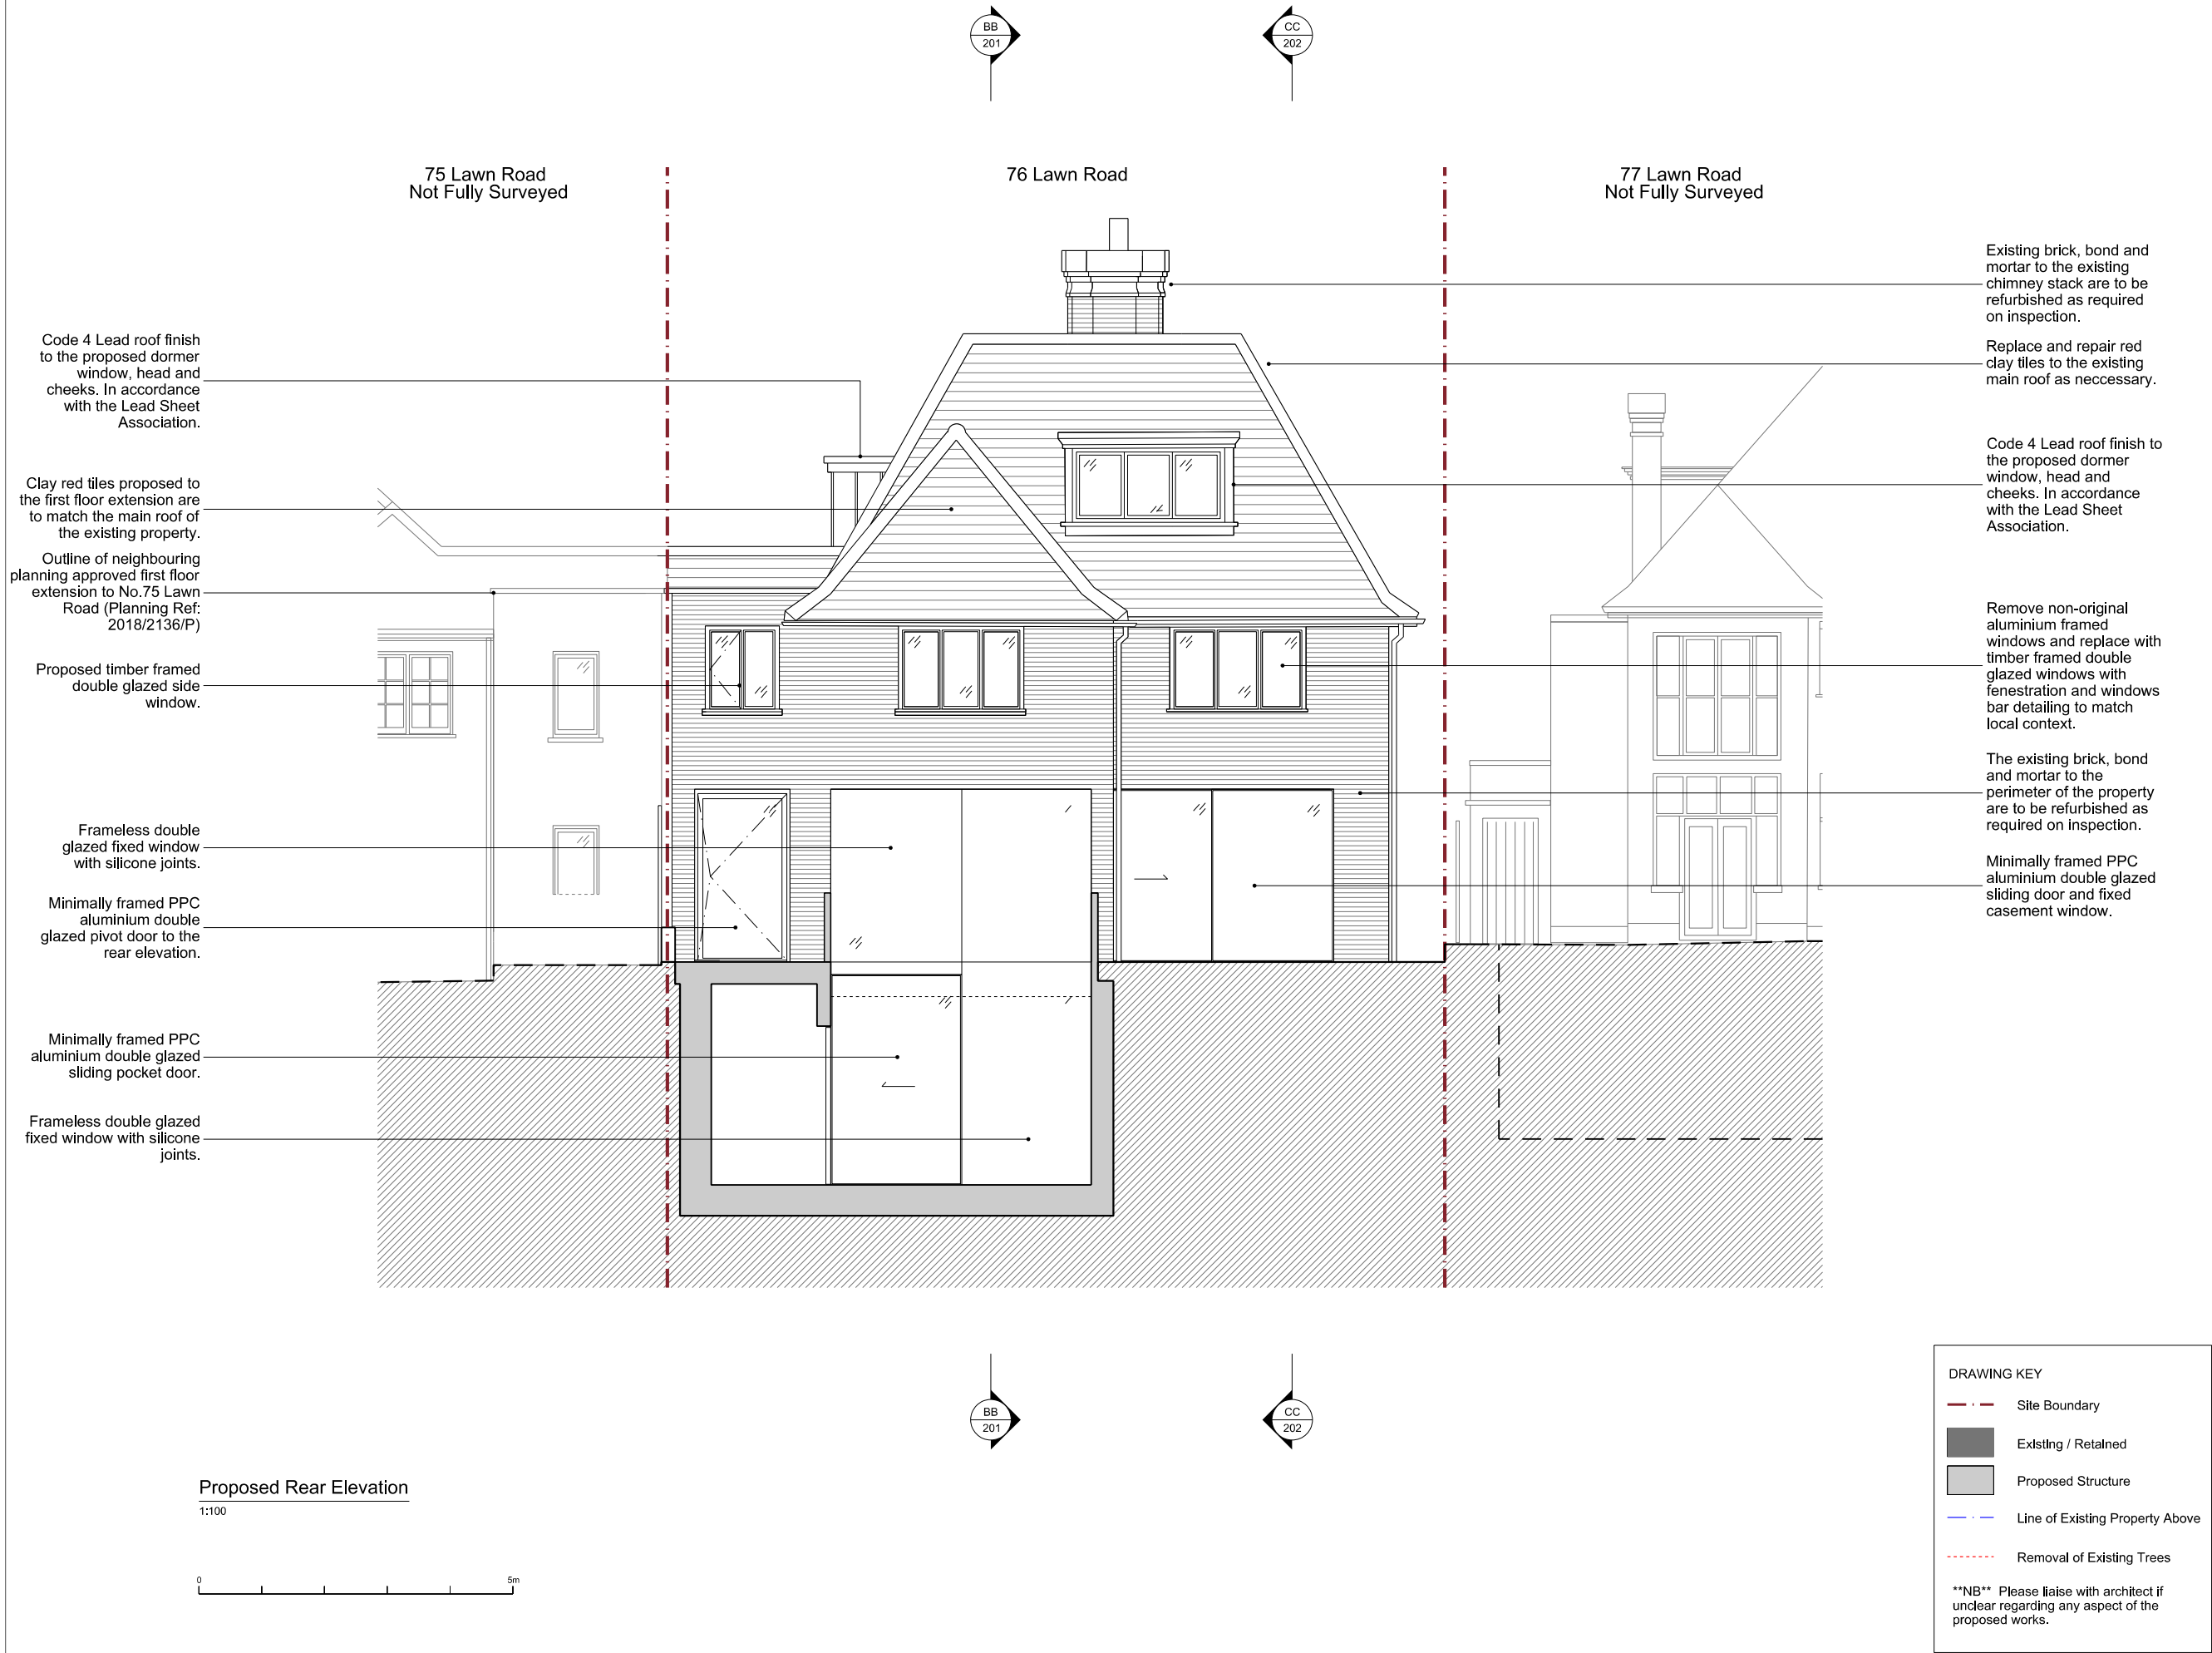 BB
201
CC
202
75 Lawn Road
Not Fully Surveyed
76 Lawn Road
77 Lawn Road
Not Fully Surveyed
Code 4 Lead roof finish
to the proposed dormer
window, head and
cheeks. In accordance
with the Lead Sheet
Association.
Clay red tiles proposed to
the first floor extension are
to match the main roof of
the existing property.
Outline of neighbouring
planning approved first floor
extension to No.75 Lawn
Road (Planning Ref:
2018/2136/P)
Proposed timber framed
double glazed side
window.
Frameless double
glazed fixed window
with silicone joints.
Minimally framed PPC
aluminium double
glazed pivot door to the
rear elevation.
Minimally framed PPC
aluminium double glazed
sliding pocket door.
Frameless double glazed
fixed window with silicone
joints.
Existing brick, bond and
mortar to the existing
chimney stack are to be
refurbished as required
on inspection.
Replace and repair red
clay tiles to the existing
main roof as neccessary.
Code 4 Lead roof finish to
the proposed dormer
window, head and
cheeks. In accordance
with the Lead Sheet
Association.
Remove non-original
aluminium framed
windows and replace with
timber framed double
glazed windows with
fenestration and windows
bar detailing to match
local context.
The existing brick, bond
and mortar to the
perimeter of the property
are to be refurbished as
required on inspection.
Minimally framed PPC
aluminium double glazed
sliding door and fixed
casement window.
BB
201
CC
202
Proposed Rear Elevation
1:100
0
5m
DRAWING KEY
Site Boundary
Existing / Retained
Proposed Structure
Line of Existing Property Above
Removal of Existing Trees
**NB** Please liaise with architect if
unclear regarding any aspect of the
proposed works.